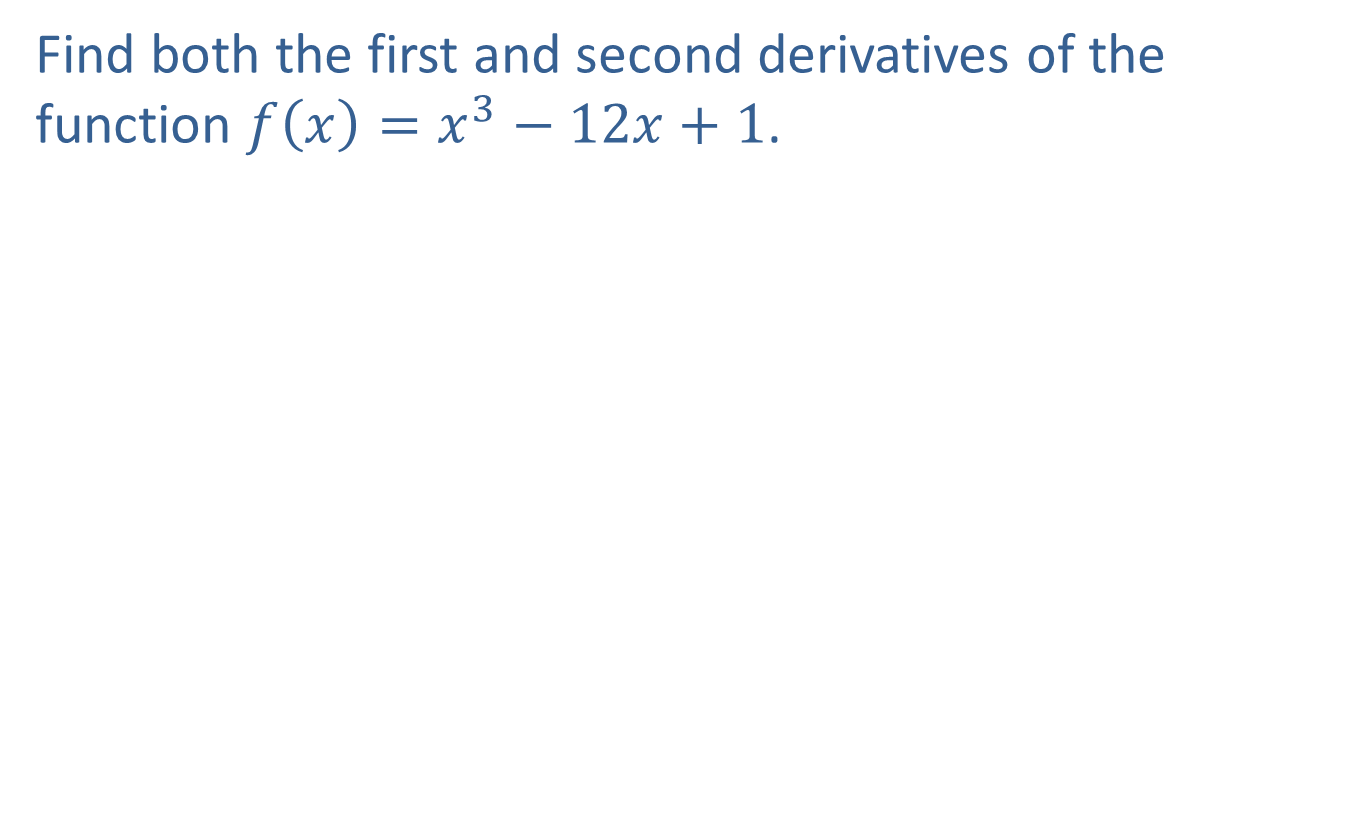 Find both the first and second derivatives of the
function 𝑓(𝑥) = 𝑥³ − 12𝑥 + 1.